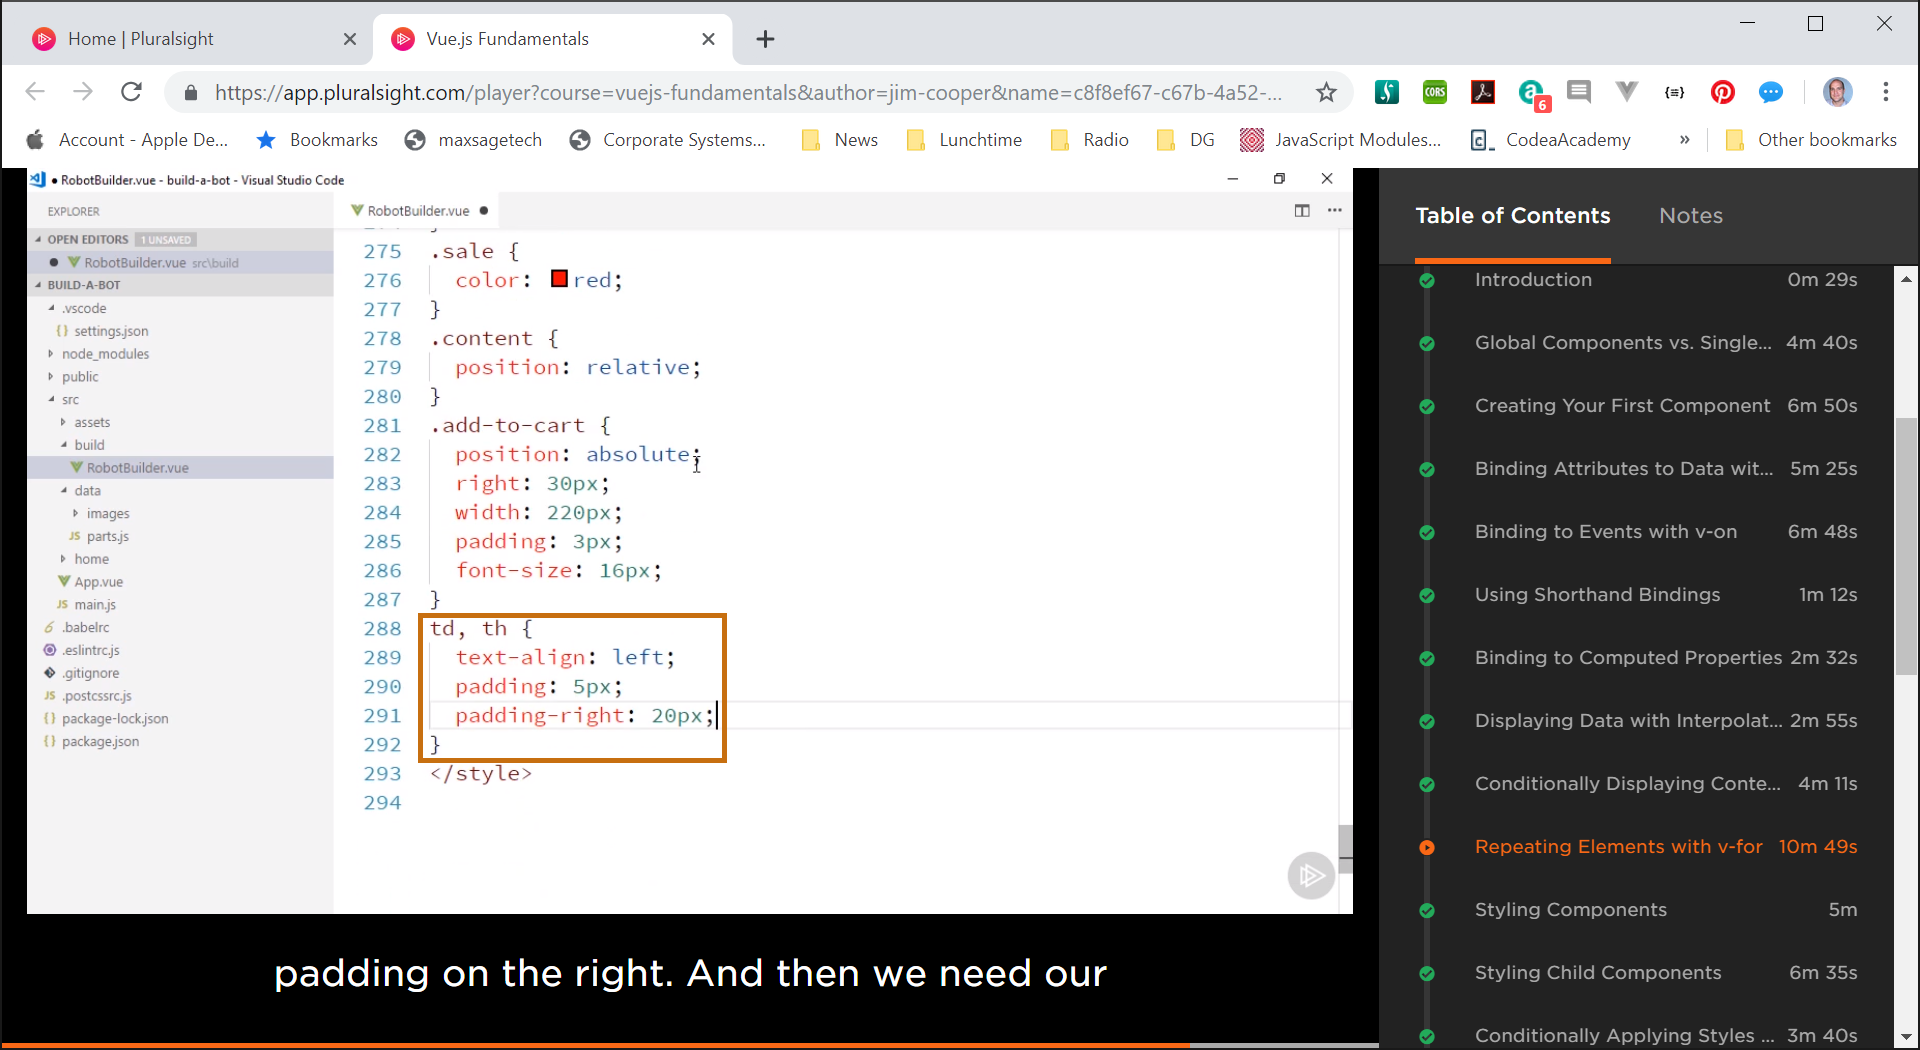 Home | Pluralsight
Vue.js Fundamentals
https://app.pluralsight.com/player?course=vuejs-fundamentals&author=jim-cooper&name=c8f8ef67-c67b-4a52-...
CORS
6
{≡}
Account - Apple De...
Bookmarks
maxsagetech
Corporate Systems...
News
Lunchtime
Radio
DG
JavaScript Modules...
CodeaAcademy
»
Other bookmarks
● RobotBuilder.vue - build-a-bot - Visual Studio Code
EXPLORER
OPEN EDITORS 1 UNSAVED
RobotBuilder.vue src\build
BUILD-A-BOT
.vscode
{} settings.json
node_modules
public
src
assets
build
RobotBuilder.vue
data
images
JS parts.js
home
App.vue
JS main.js
.babelrc
.eslintrc.js
.gitignore
JS .postcssrc.js
{} package-lock.json
{} package.json
RobotBuilder.vue ●
275 .sale {
276 color: red;
277 }
278 .content {
279 position: relative;
280 }
281 .add-to-cart {
282 position: absolute;
283 right: 30px;
284 width: 220px;
285 padding: 3px;
286 font-size: 16px;
287 }
288 td, th {
289 text-align: left;
290 padding: 5px;
291 padding-right: 20px;
292 }
293 </style>
294
padding on the right. And then we need our
Table of Contents
Notes
Introduction 0m 29s
Global Components vs. Single... 4m 40s
Creating Your First Component 6m 50s
Binding Attributes to Data wit... 5m 25s
Binding to Events with v-on 6m 48s
Using Shorthand Bindings 1m 12s
Binding to Computed Properties 2m 32s
Displaying Data with Interpolat... 2m 55s
Conditionally Displaying Conte... 4m 11s
Repeating Elements with v-for 10m 49s
Styling Components 5m
Styling Child Components 6m 35s
Conditionally Applying Styles ... 3m 40s